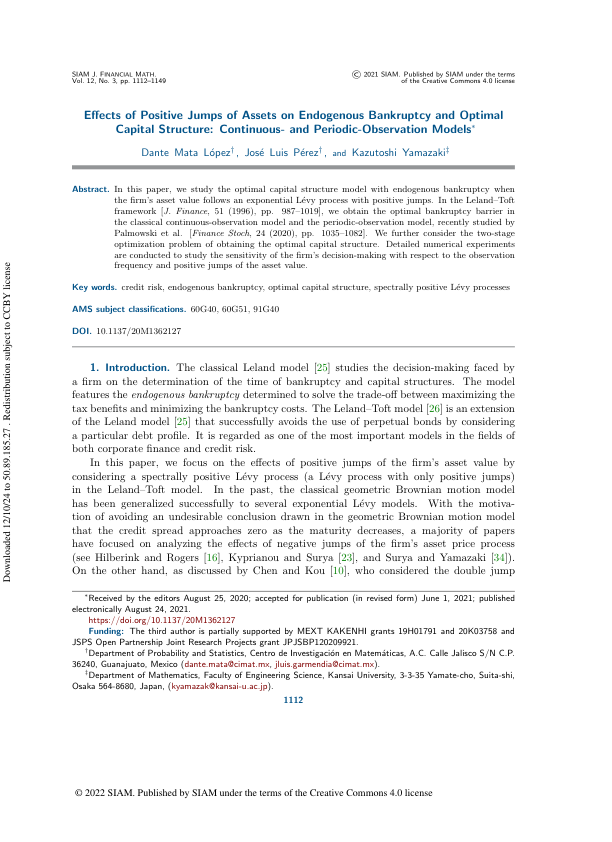 SIAM J. FINANCIAL MATH.
Vol. 12, No. 3, pp. 1112–1149
© 2021 SIAM. Published by SIAM under the terms
of the Creative Commons 4.0 license
Effects of Positive Jumps of Assets on Endogenous Bankruptcy and Optimal
Capital Structure: Continuous- and Periodic-Observation Models*
Dante Mata López†, José Luis Pérez†, and Kazutoshi Yamazaki‡
Abstract. In this paper, we study the optimal capital structure model with endogenous bankruptcy when
the firm's asset value follows an exponential Lévy process with positive jumps. In the Leland–Toft
framework [J. Finance, 51 (1996), pp. 987–1019], we obtain the optimal bankruptcy barrier in
the classical continuous-observation model and the periodic-observation model, recently studied by
Palmowski et al. [Finance Stoch, 24 (2020), pp. 1035–1082]. We further consider the two-stage
optimization problem of obtaining the optimal capital structure. Detailed numerical experiments
are conducted to study the sensitivity of the firm's decision-making with respect to the observation
frequency and positive jumps of the asset value.
Key words. credit risk, endogenous bankruptcy, optimal capital structure, spectrally positive Lévy processes
AMS subject classifications. 60G40, 60G51, 91G40
DOI. 10.1137/20M1362127
1. Introduction. The classical Leland model [25] studies the decision-making faced by
a firm on the determination of the time of bankruptcy and capital structures. The model
features the endogenous bankruptcy determined to solve the trade-off between maximizing the
tax benefits and minimizing the bankruptcy costs. The Leland–Toft model [26] is an extension
of the Leland model [25] that successfully avoids the use of perpetual bonds by considering
a particular debt profile. It is regarded as one of the most important models in the fields of
both corporate finance and credit risk.
In this paper, we focus on the effects of positive jumps of the firm's asset value by
considering a spectrally positive Lévy process (a Lévy process with only positive jumps)
in the Leland–Toft model. In the past, the classical geometric Brownian motion model
has been generalized successfully to several exponential Lévy models. With the motiva-
tion of avoiding an undesirable conclusion drawn in the geometric Brownian motion model
that the credit spread approaches zero as the maturity decreases, a majority of papers
have focused on analyzing the effects of negative jumps of the firm's asset price process
(see Hilberink and Rogers [16], Kyprianou and Surya [23], and Surya and Yamazaki [34]).
On the other hand, as discussed by Chen and Kou [10], who considered the double jump
*Received by the editors August 25, 2020; accepted for publication (in revised form) June 1, 2021; published
electronically August 24, 2021.
https://doi.org/10.1137/20M1362127
Funding: The third author is partially supported by MEXT KAKENHI grants 19H01791 and 20K03758 and
JSPS Open Partnership Joint Research Projects grant JPJSBP120209921.
†Department of Probability and Statistics, Centro de Investigación en Matemáticas, A.C. Calle Jalisco S/N C.P.
36240, Guanajuato, Mexico (dante.mata@cimat.mx, jluis.garmendia@cimat.mx).
‡Department of Mathematics, Faculty of Engineering Science, Kansai University, 3-3-35 Yamate-cho, Suita-shi,
Osaka 564-8680, Japan, (kyamazak@kansai-u.ac.jp).
1112
© 2022 SIAM. Published by SIAM under the terms of the Creative Commons 4.0 license
Downloaded 12/10/24 to 50.89.185.27 . Redistribution subject to CCBY license